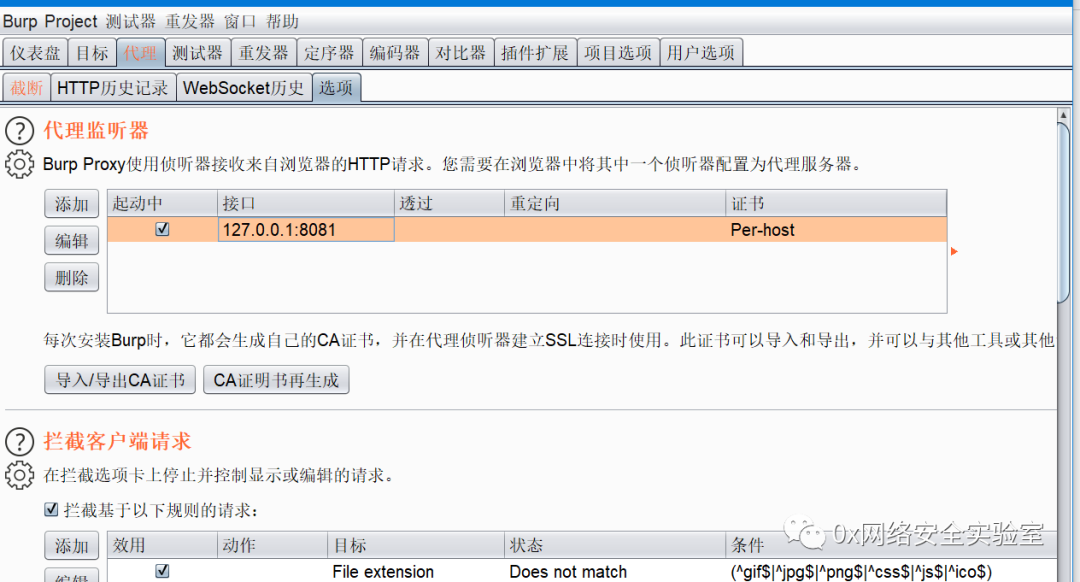 Burp Project 测试器 重发器 窗口 帮助
仪表盘 目标 代理 测试器 重发器 定序器 编码器 对比器 插件扩展 项目选项 用户选项
截断 HTTP历史记录 WebSocket历史 选项
? 代理监听器
Burp Proxy使用侦听器接收来自浏览器的HTTP请求。您需要在浏览器中将其中一个侦听器配置为代理服务器。
添加 起动中 接口 透过 重定向 证书
127.0.0.1:8081 Per-host
编辑
删除
每次安装Burp时，它都会生成自己的CA证书，并在代理侦听器建立SSL连接时使用。此证书可以导入和导出，并可以与其他工具或其他
导入/导出CA证书 CA证明书再生成
? 拦截客户端请求
在拦截选项卡上停止并控制显示或编辑的请求。
拦截基于以下规则的请求：
添加 效用 动作 目标 状态 条件
0x网络安全实验室
编辑 File extension Does not match (^gif$|^jpg$|^png$|^css$|^js$|^ico$)